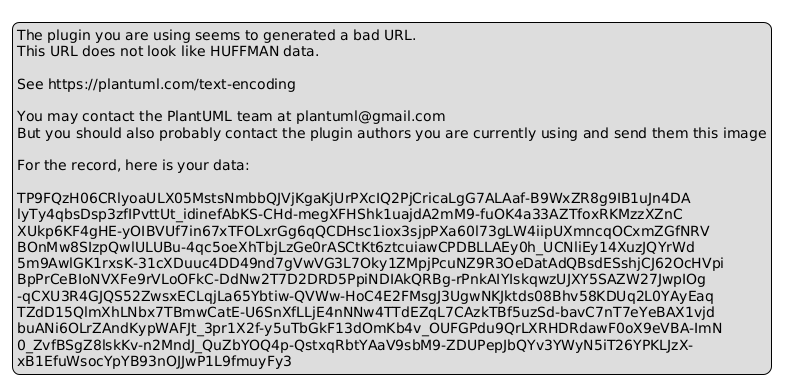 The plugin you are using seems to generated a bad URL.
This URL does not look like HUFFMAN data.
See https://plantuml.com/text-encoding
You may contact the PlantUML team at plantuml@gmail.com
But you should also probably contact the plugin authors you are currently using and send them this image
For the record, here is your data:
TP9FQzH06CRlyoaULX05MstsNmbbQJVjKgaKjUrPXcIQ2PjCricaLgG7ALAaf-B9WxZR8g9IB1uJn4DA
lyTy4qbsDsp3zfIPvttUt_idinefAbKS-CHd-megXFHShk1uajdA2mM9-fuOK4a33AZTfoxRKMzzXZnC
XUkp6KF4gHE-yOIBVUf7in67xTFOLxrGg6qQCDHsc1iox3sjpPXa60I73gLW4iipUXmncqOCxmZGfNRV
BOnMw8SIzpQwlULUBu-4qc5oeXhTbjLzGe0rASCtKt6ztcuiawCPDBLLAEy0h_UCNliEy14XuzJQYrWd
5m9AwlGK1rxsK-31cXDuuc4DD49nd7gVwVG3L7Oky1ZMpjPcuNZ9R3OeDatAdQBsdESshjCJ62OcHVpi
BpPrCeBIoNVXFe9rVLoOFkC-DdNw2T7D2DRD5PpiNDIAkQRBg-rPnkAIYIskqwzUJXY5SAZW27JwpIOg
-qCXU3R4GJQS52ZwsxECLqjLa65Ybtiw-QVWw-HoC4E2FMsgJ3UgwNKJktds08Bhv58KDUq2L0YAyEaq
TZdD15QlmXhLNbx7TBmwCatE-U6SnXfLLjE4nNNw4TTdEZqL7CAzkTBf5uzSd-bavC7nT7eYeBAX1vjd
buANi6OLrZAndKypWAFJt_3pr1X2f-y5uTbGkF13dOmKb4v_OUFGPdu9QrLXRHDRdawF0oX9eVBA-lmN
0_ZvfBSgZ8lskKv-n2MndJ_QuZbYOQ4p-QstxqRbtYAaV9sbM9-ZDUPepJbQYv3YWyN5iT26YPKLJzX-
xB1EfuWsocYpYB93nOJJwP1L9fmuyFy3